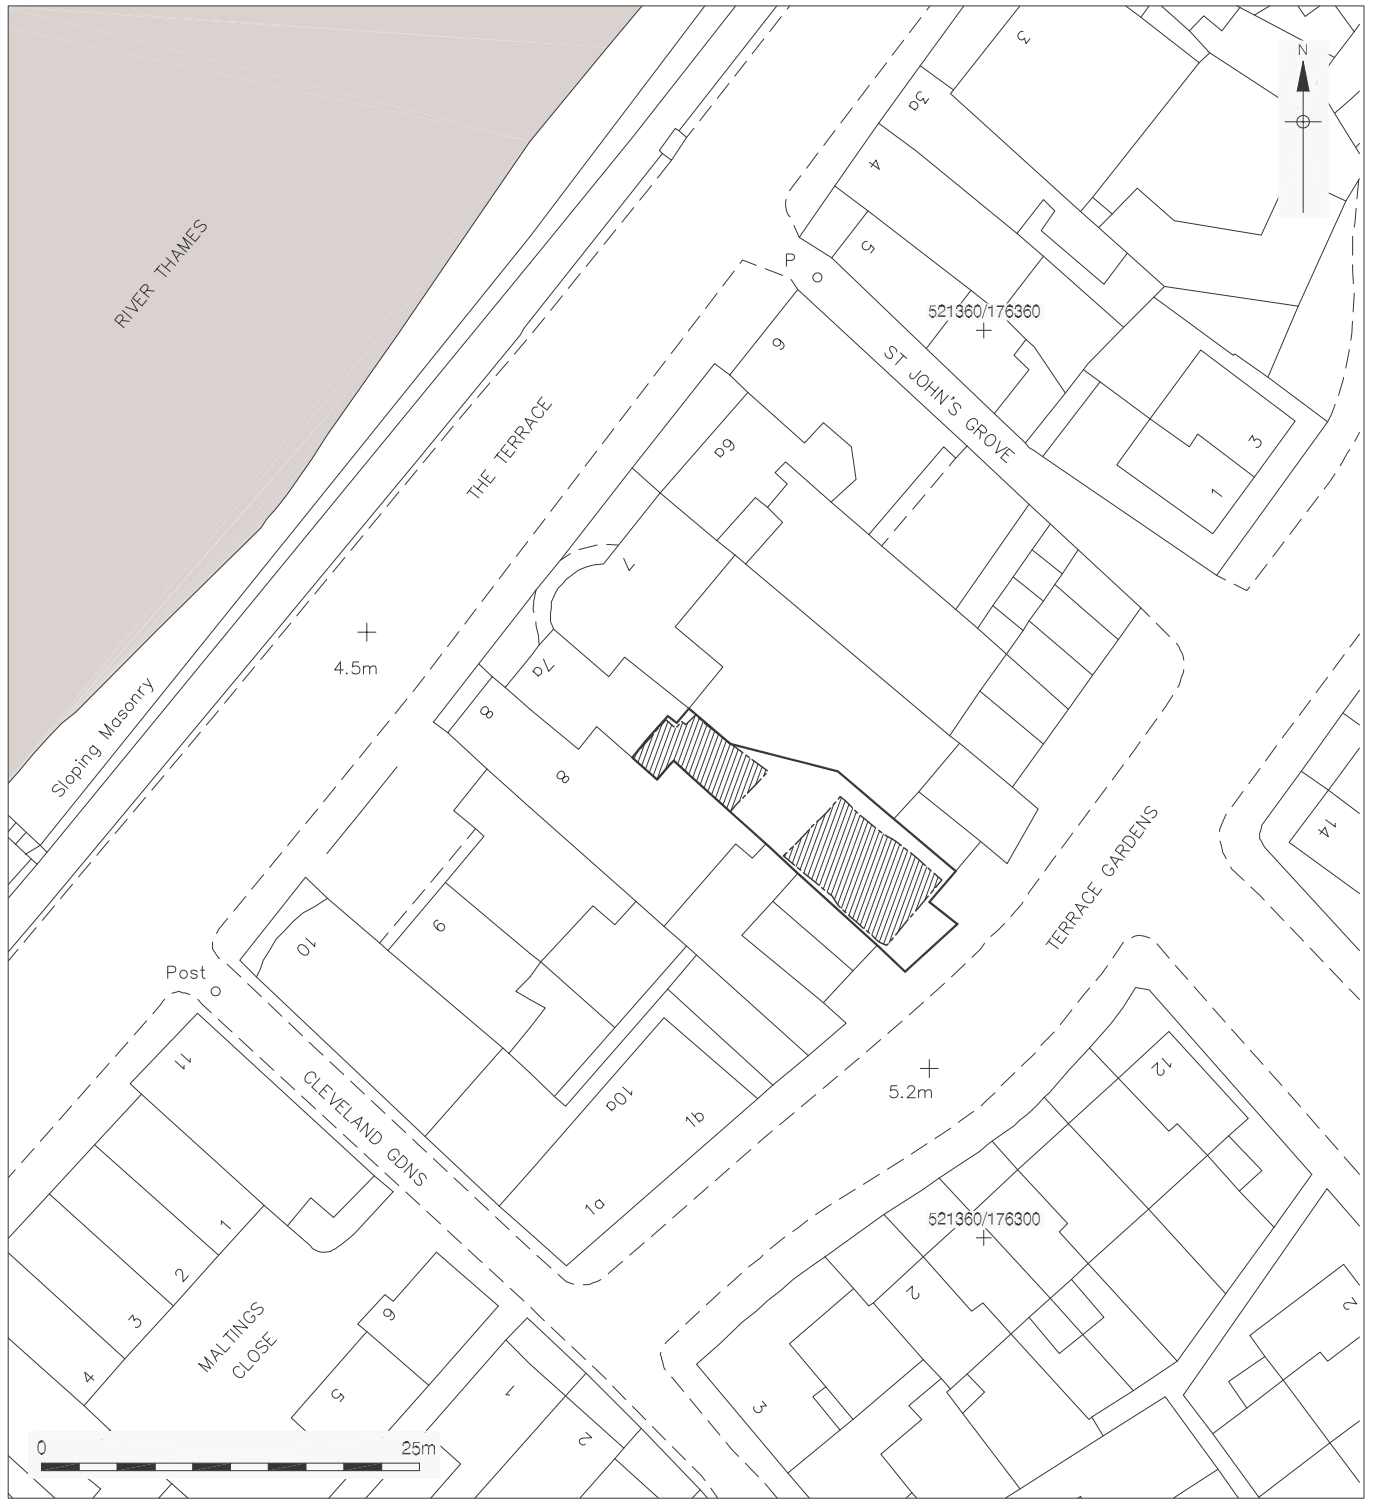 N
3
3a
4
RIVER THAMES
5
P
521360/176360
6
ST JOHN'S GROVE
THE TERRACE
6a
3
1
7
4.5m
7a
8
Sloping Masonry
8
14
TERRACE GARDENS
9
10
Post
11
5.2m
12
CLEVELAND GDNS
10a
1b
1a
521360/176300
1
2
3
4
MALTINGS
CLOSE
6
5
2
2
3
1
2
0
25m